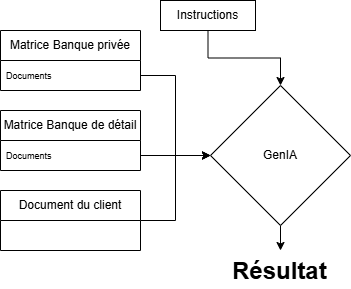 Instructions
Matrice Banque privée
Documents
Matrice Banque de détail
Documents
GenIA
Document du client
Résultat